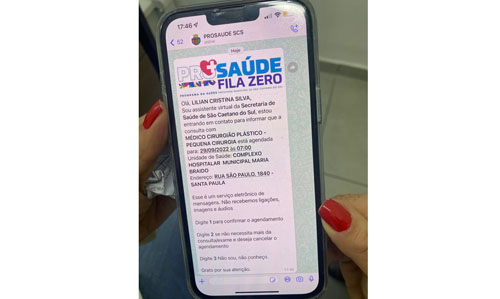 17:46
52
PROSAUDE SCS
Hoje
PRO SAÚDE
FILA ZERO
Olá, LILIAN CRISTINA SILVA,
Sou assistente virtual da Secretaria de
Saúde de São Caetano do Sul, estou
entrando em contato para informar que a
consulta com
MÉDICO CIRURGIÃO PLÁSTICO -
PEQUENA CIRURGIA está agendada
para: 29/09/2022 às 07:00
Unidade de Saúde: COMPLEXO
HOSPITALAR MUNICIPAL MARIA
BRAIDO
Endereço: RUA SÃO PAULO, 1840 -
SANTA PAULA
Esse é um serviço eletrônico de
mensagens. Não recebemos ligações,
imagens e áudios
Digite 1 para confirmar o agendamento
Digite 2 se não necessita mais da
consulta/exame e deseja cancelar o
agendamento
Digite 3 Não sou, não conheço.
Grato por sua atenção.